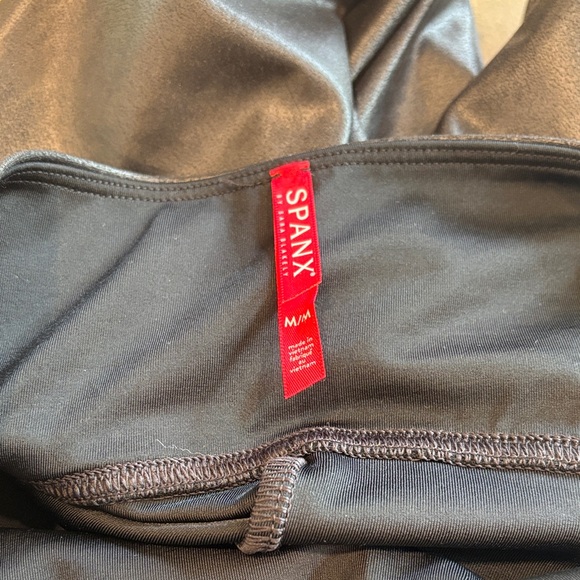 SPANX®
BY SARA BLAKELY
M/M
made in
vietnam
fabriqué
au
vietnam